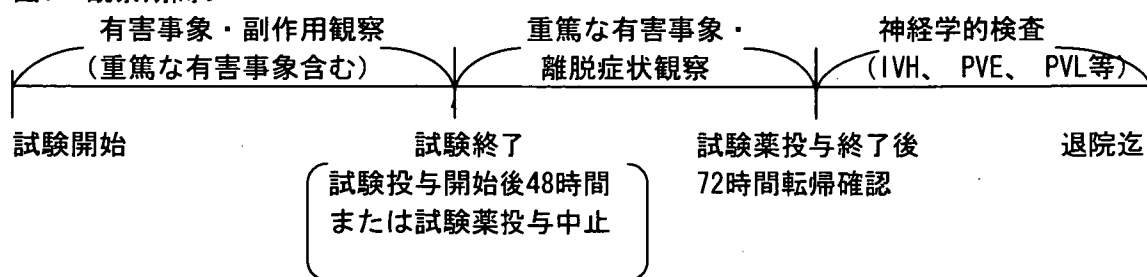 有害事象・副作用観察
(重篤な有害事象含む)
重篤な有害事象・
離脱症状観察
神経学的検査
(IVH、PVE、PVL等)
試験開始
試験終了
試験投与開始後48時間
または試験薬投与中止
試験薬投与終了後
72時間転帰確認
退院迄